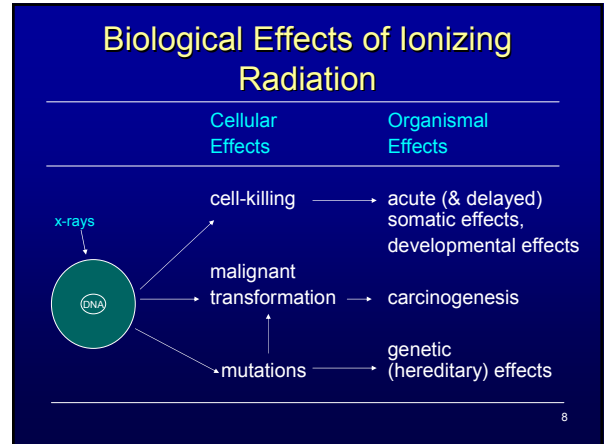 Biological Effects of Ionizing
Radiation
Cellular
Effects
Organismal
Effects
x-rays
DNA
cell-killing
acute (& delayed)
somatic effects,
developmental effects
malignant
transformation
carcinogenesis
mutations
genetic
(hereditary) effects
8